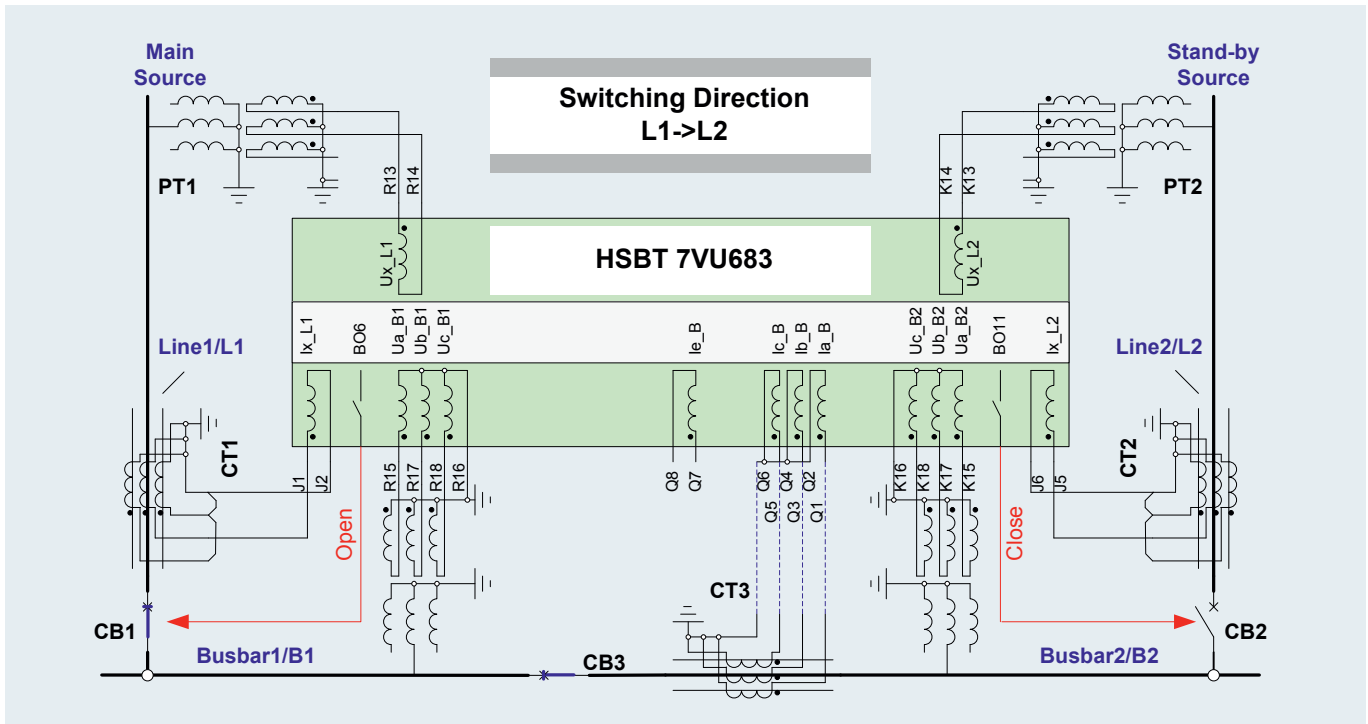 Main
Source
Stand-by
Source
Switching Direction
L1->L2
PT1
R13
R14
K14
K13
PT2
HSBT 7VU683
Ux_L1
Ux_L2
Ix_L1
BO6
Ua_B1
Ub_B1
Uc_B1
Ie_B
Ic_B
Ib_B
Ia_B
Uc_B2
Ub_B2
Ua_B2
BO11
Ix_L2
Line1/L1
Line2/L2
CT1
J1
J2
R15
R17
R18
R16
Q8
Q7
Q6
Q5
Q4
Q3
Q2
Q1
K16
K18
K17
K15
J6
J5
CT2
Open
Close
CT3
CB1
CB2
Busbar1/B1
CB3
Busbar2/B2